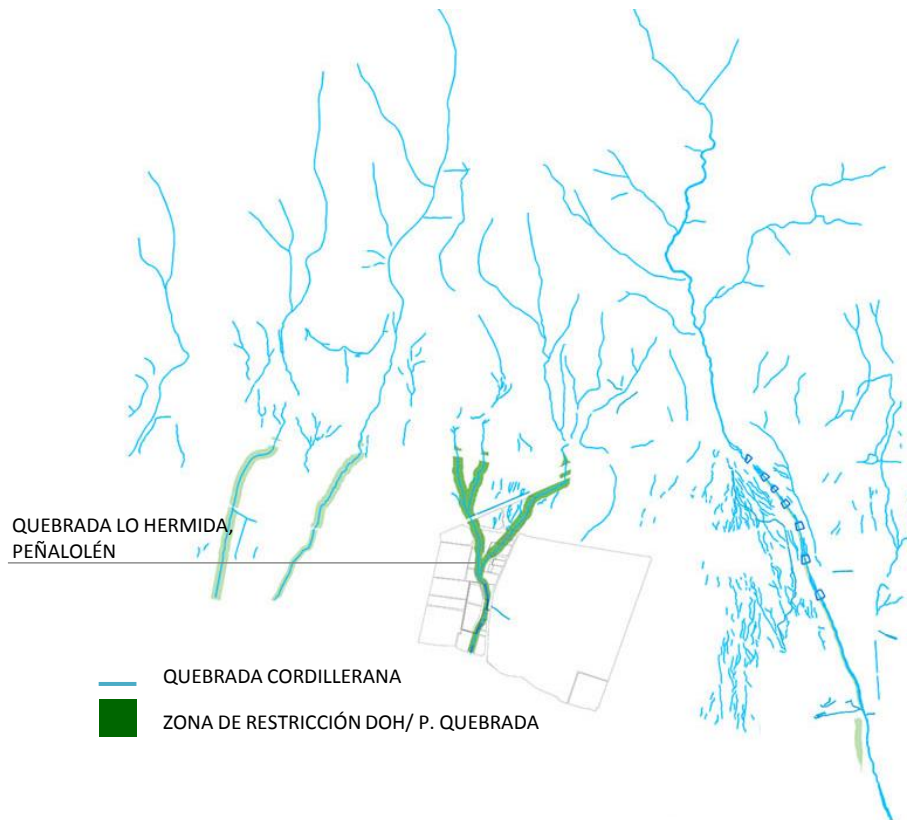 QUEBRADA LO HERMIDA,
PEÑALOLÉN
QUEBRADA CORDILLERANA
ZONA DE RESTRICCIÓN DOH/ P. QUEBRADA